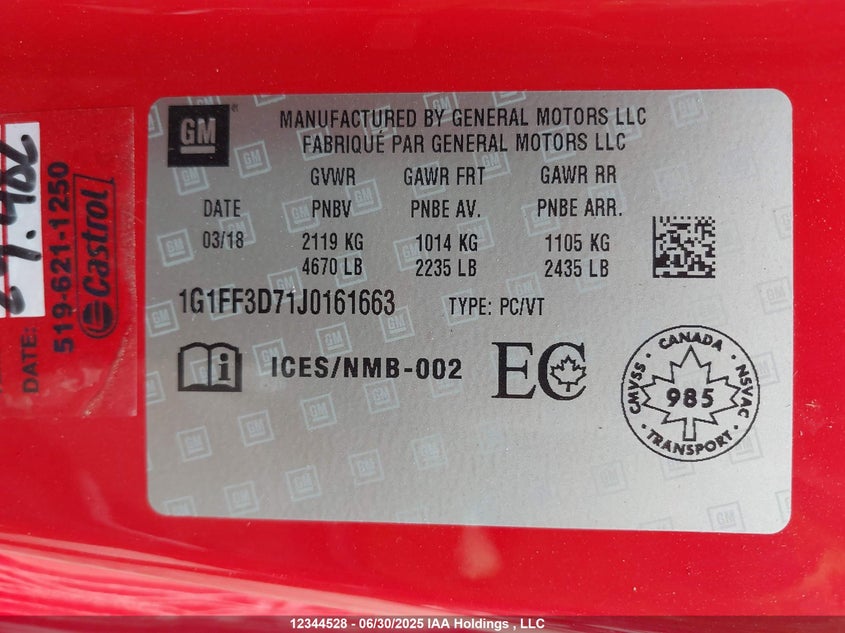 GM
MANUFACTURED BY GENERAL MOTORS LLC
FABRIQUÉ PAR GENERAL MOTORS LLC
GVWR GAWR FRT GAWR RR
DATE PNBV PNBE AV. PNBE ARR.
03/18 2119 KG 1014 KG 1105 KG
4670 LB 2235 LB 2435 LB
1G1FF3D71J0161663 TYPE: PC/VT
i ICES/NMB-002 EC
CANADA
CMVSS 985 NSVAC
TRANSPORT
DATE:
519-621-1250
Castrol
12344528 - 06/30/2025 IAA Holdings , LLC